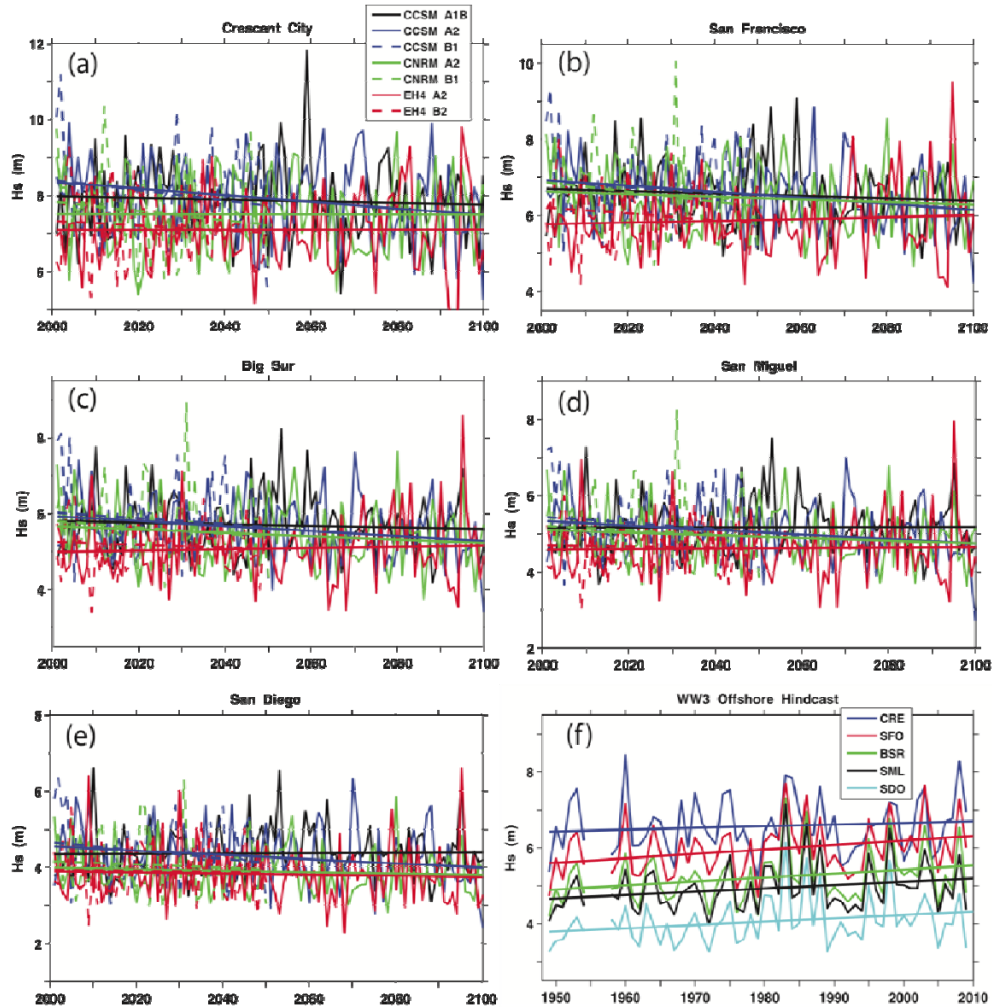 Crescent City
(a)
CCSM A1B
CCSM A2
CCSM B1
CNRM A2
CNRM B1
EH4 A2
EH4 B2
12
10
8
6
Hs (m)
2000 2020 2040 2060 2080 2100
San Francisco
(b)
10
8
6
4
Hs (m)
2000 2020 2040 2060 2080 2100
Big Sur
(c)
8
6
4
Hs (m)
2000 2020 2040 2060 2080 2100
San Miguel
(d)
8
6
4
2
Hs (m)
2000 2020 2040 2060 2080 2100
San Diego
(e)
8
6
4
2
Hs (m)
2000 2020 2040 2060 2080 2100
WW3 Offshore Hindcast
(f)
CRE
SFO
BSR
SML
SDO
8
6
4
Hs (m)
1950 1960 1970 1980 1990 2000 2010